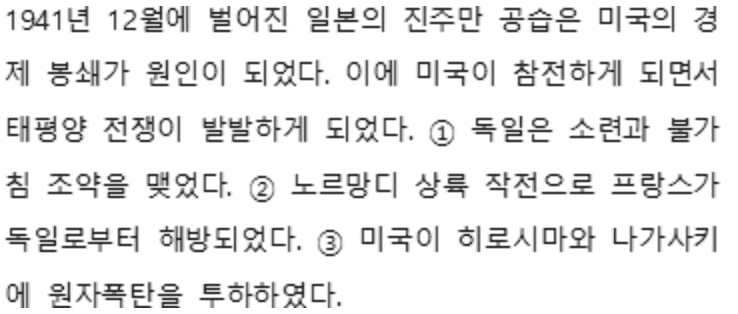 1941년 12월에 벌어진 일본의 진주만 공습은 미국의 경
제 봉쇄가 원인이 되었다. 이에 미국이 참전하게 되면서
태평양 전쟁이 발발하게 되었다. ① 독일은 소련과 불가
침 조약을 맺었다. ② 노르망디 상륙 작전으로 프랑스가
독일로부터 해방되었다. ③ 미국이 히로시마와 나가사키
에 원자폭탄을 투하하였다.